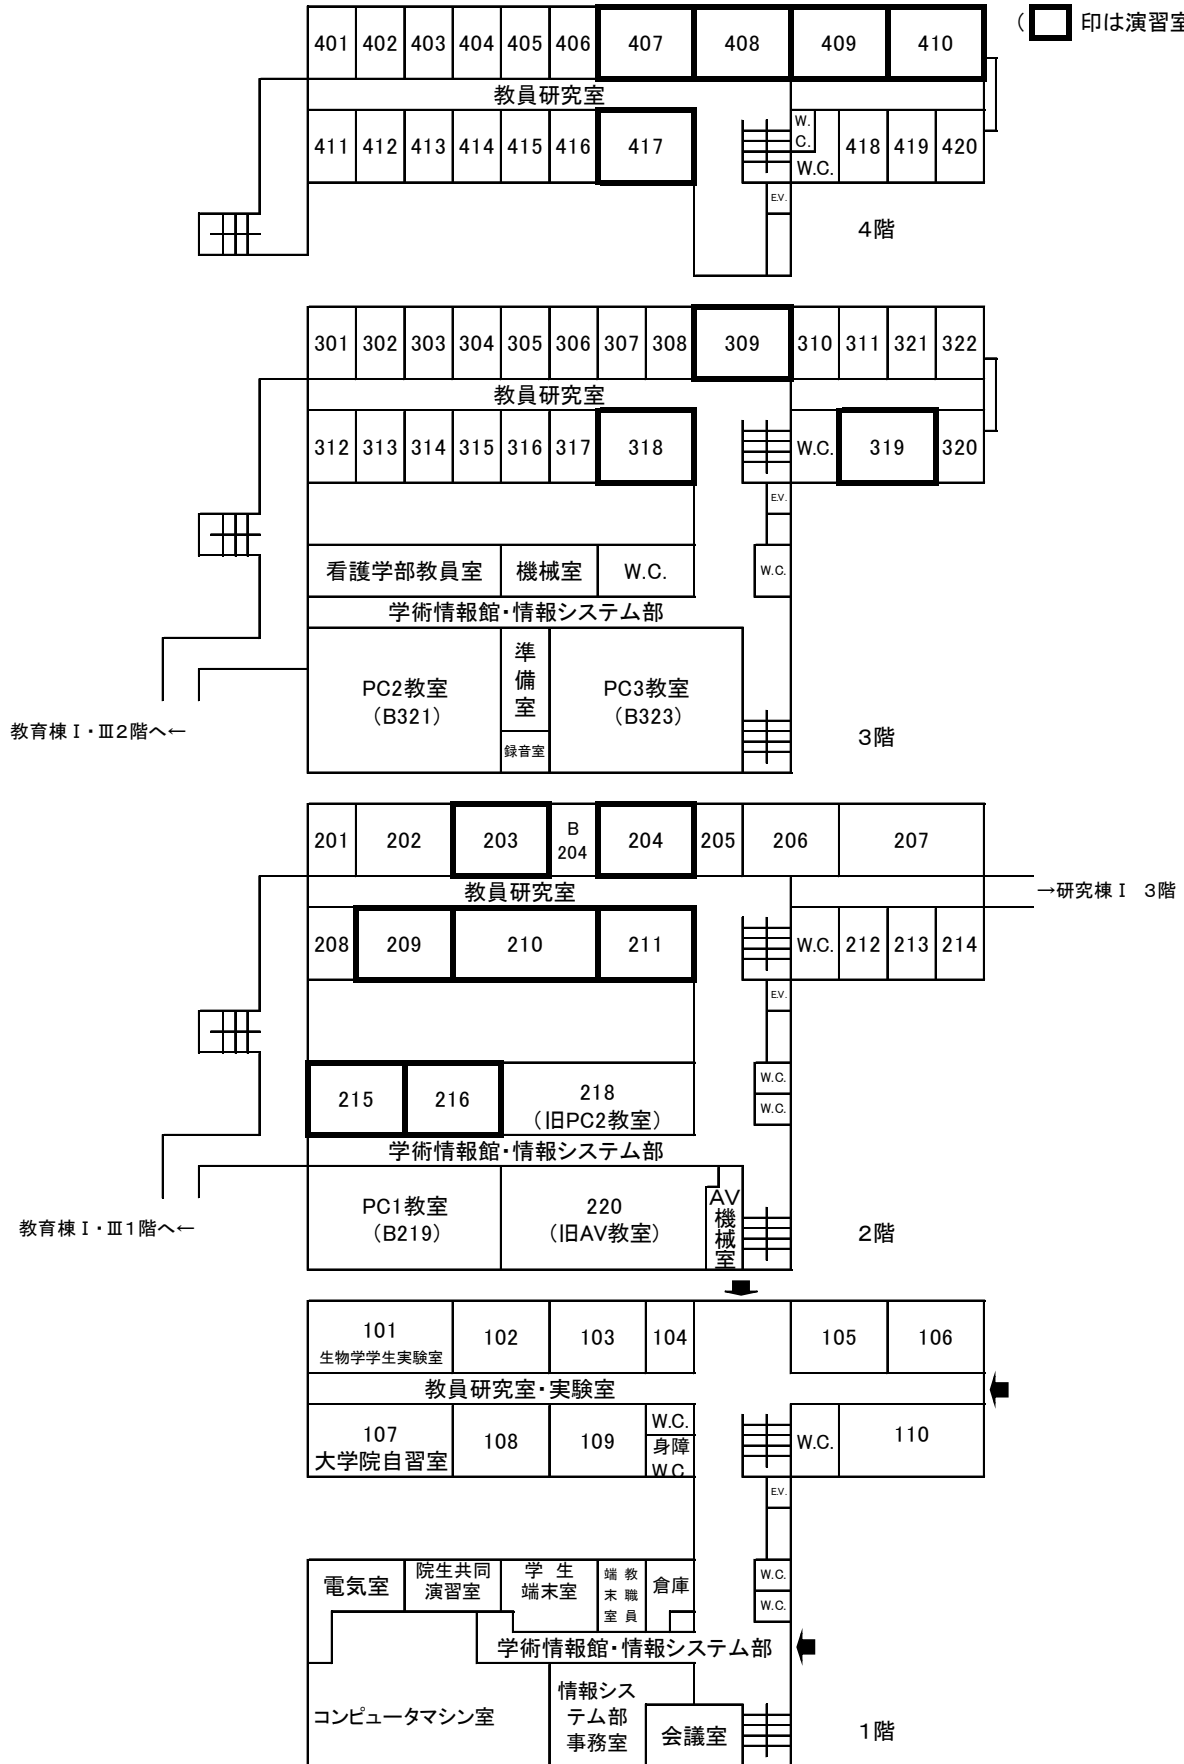 (　印は演習室
401 402 403 404 405 406 407 408 409 410
教員研究室
411 412 413 414 415 416 417 W.C. W.C. 418 419 420
E.V.
4階
301 302 303 304 305 306 307 308 309 310 311 321 322
教員研究室
312 313 314 315 316 317 318 W.C. 319 320
E.V.
看護学部教員室 機械室 W.C. W.C.
学術情報館・情報システム部
PC2教室
(B321)
準備室
録音室
PC3教室
(B323)
教育棟Ⅰ・Ⅲ2階へ←
3階
201 202 203 B204 204 205 206 207
教員研究室
→研究棟Ⅰ 3階
208 209 210 211 W.C. 212 213 214
E.V.
215 216 218
(旧PC2教室)
W.C.
W.C.
学術情報館・情報システム部
PC1教室
(B219)
220
(旧AV教室)
AV機械室
教育棟Ⅰ・Ⅲ1階へ←
2階
101
生物学学生実験室
102 103 104 105 106
教員研究室・実験室
107
大学院自習室
108 109
W.C.
身障
W.C
W.C. 110
E.V.
電気室
院生共同
演習室
学 生
端末室
教職員
端末室
倉庫
W.C.
W.C.
学術情報館・情報システム部
コンピュータマシン室
情報シス
テム部
事務室
会議室
1階